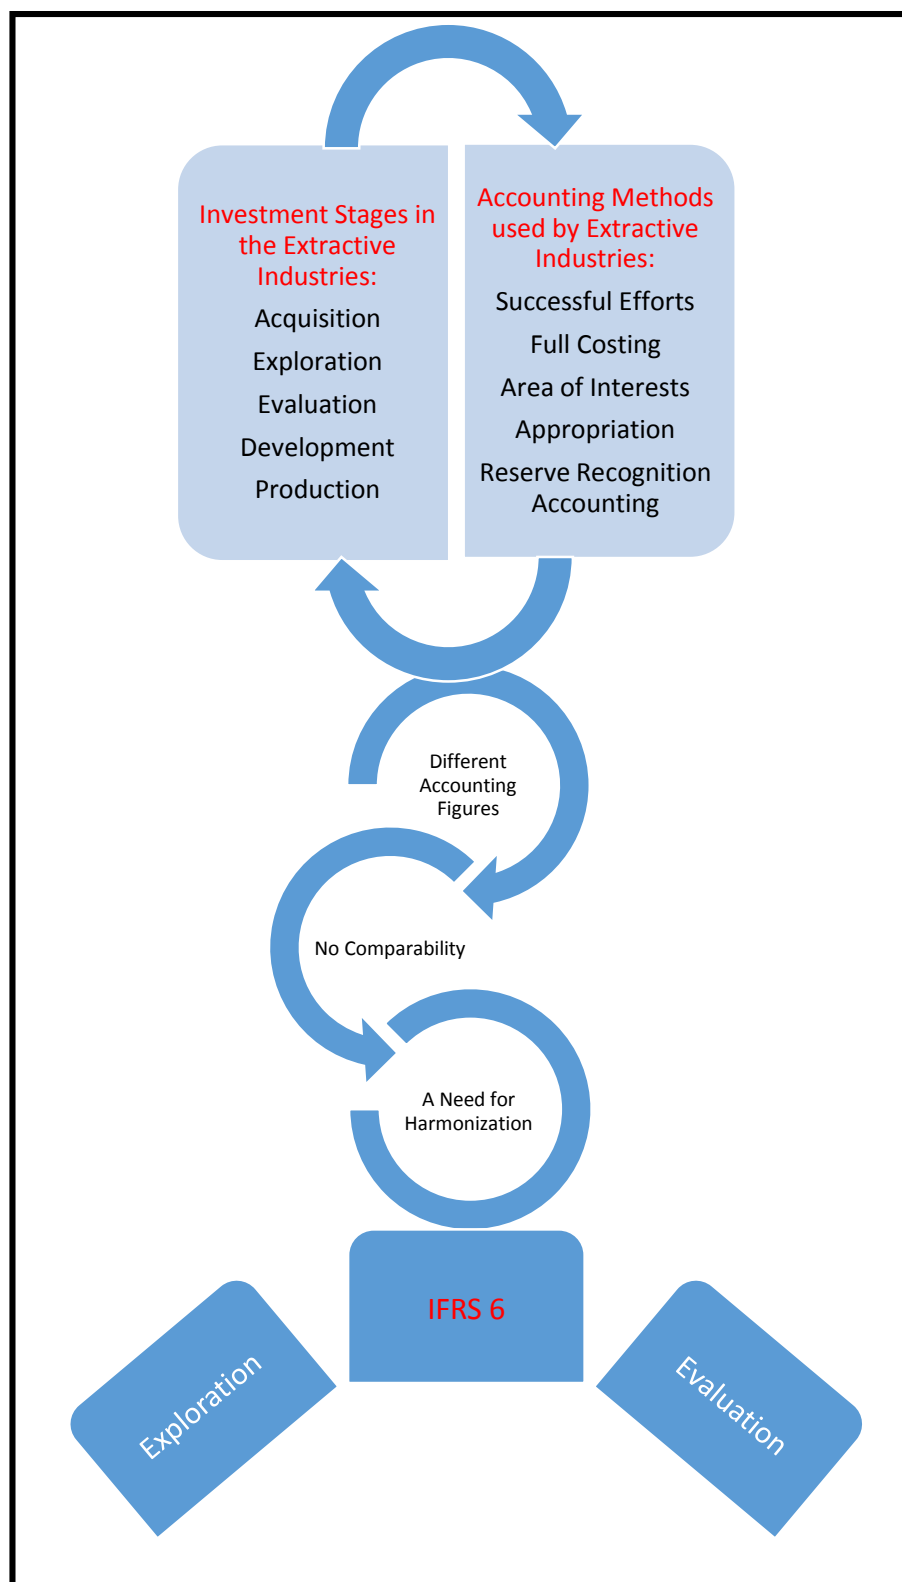 Investment Stages in
the Extractive
Industries:
Acquisition
Exploration
Evaluation
Development
Production
Accounting Methods
used by Extractive
Industries:
Successful Efforts
Full Costing
Area of Interests
Appropriation
Reserve Recognition
Accounting
Different
Accounting
Figures
No Comparability
A Need for
Harmonization
IFRS 6
Exploration
Evaluation